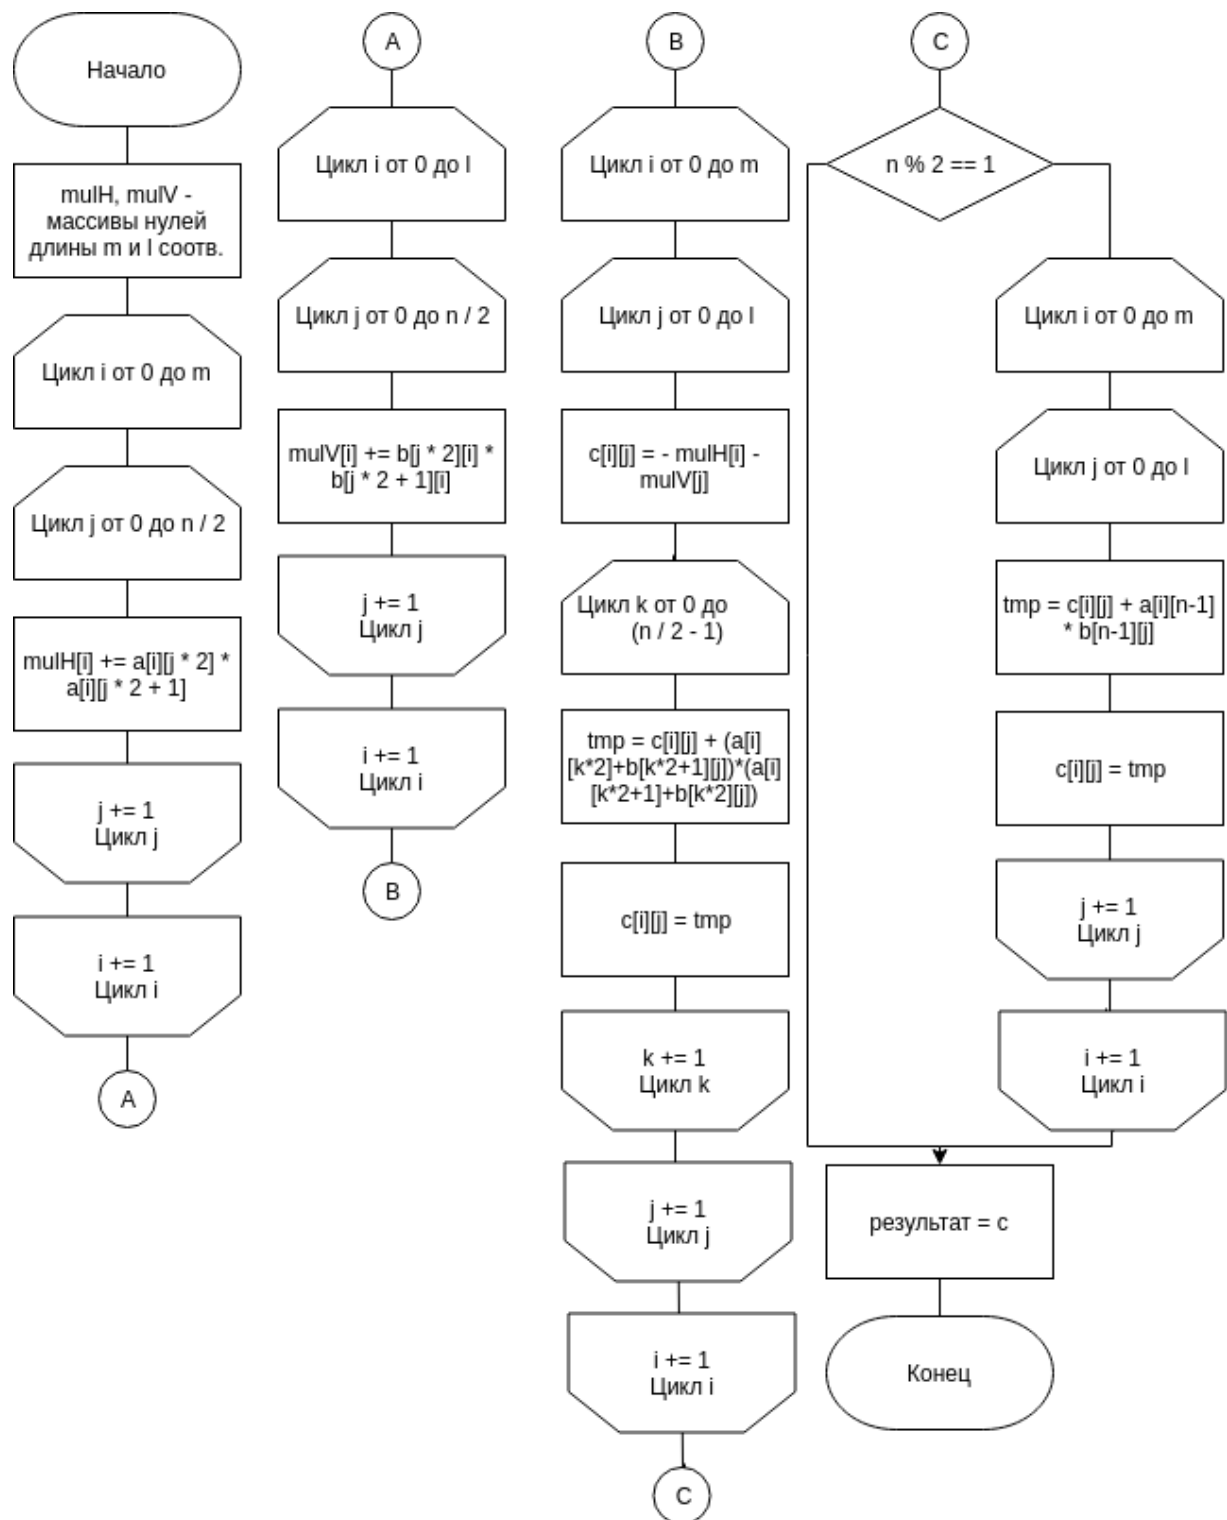 Начало
mulH, mulV -
массивы нулей
длины m и l соотв.
Цикл i от 0 до m
Цикл j от 0 до n / 2
mulH[i] += a[i][j * 2] *
a[i][j * 2 + 1]
j += 1
Цикл j
i += 1
Цикл i
A
A
Цикл i от 0 до l
Цикл j от 0 до n / 2
mulV[i] += b[j * 2][i] *
b[j * 2 + 1][i]
j += 1
Цикл j
i += 1
Цикл i
B
B
Цикл i от 0 до m
Цикл j от 0 до l
c[i][j] = - mulH[i] -
mulV[j]
Цикл k от 0 до
(n / 2 - 1)
tmp = c[i][j] + (a[i]
[k*2]+b[k*2+1][j])*(a[i]
[k*2+1]+b[k*2][j])
c[i][j] = tmp
k += 1
Цикл k
j += 1
Цикл j
i += 1
Цикл i
C
C
n % 2 == 1
Цикл i от 0 до m
Цикл j от 0 до l
tmp = c[i][j] + a[i][n-1]
* b[n-1][j]
c[i][j] = tmp
j += 1
Цикл j
i += 1
Цикл i
результат = c
Конец